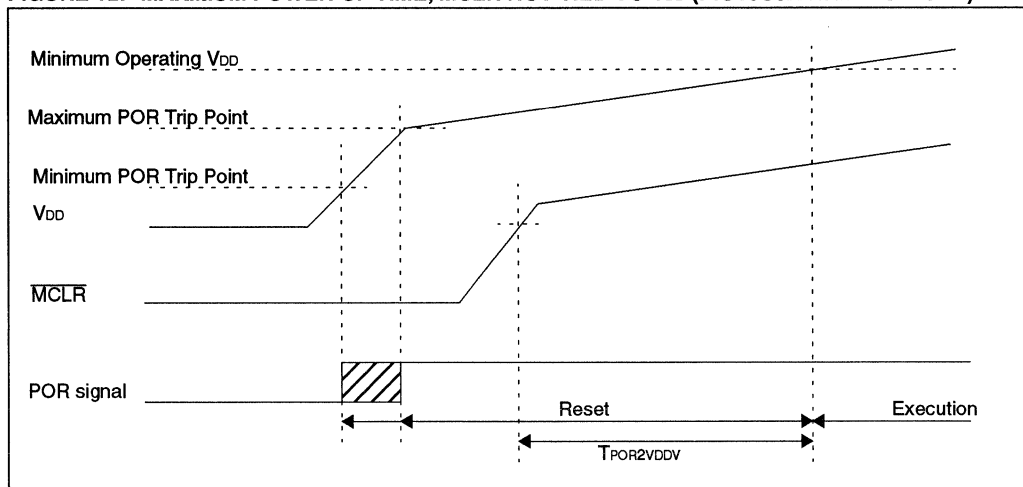 Minimum Operating VDD
Maximum POR Trip Point
Minimum POR Trip Point
VDD
MCLR
POR signal
Reset
Execution
TPOR2VDDV